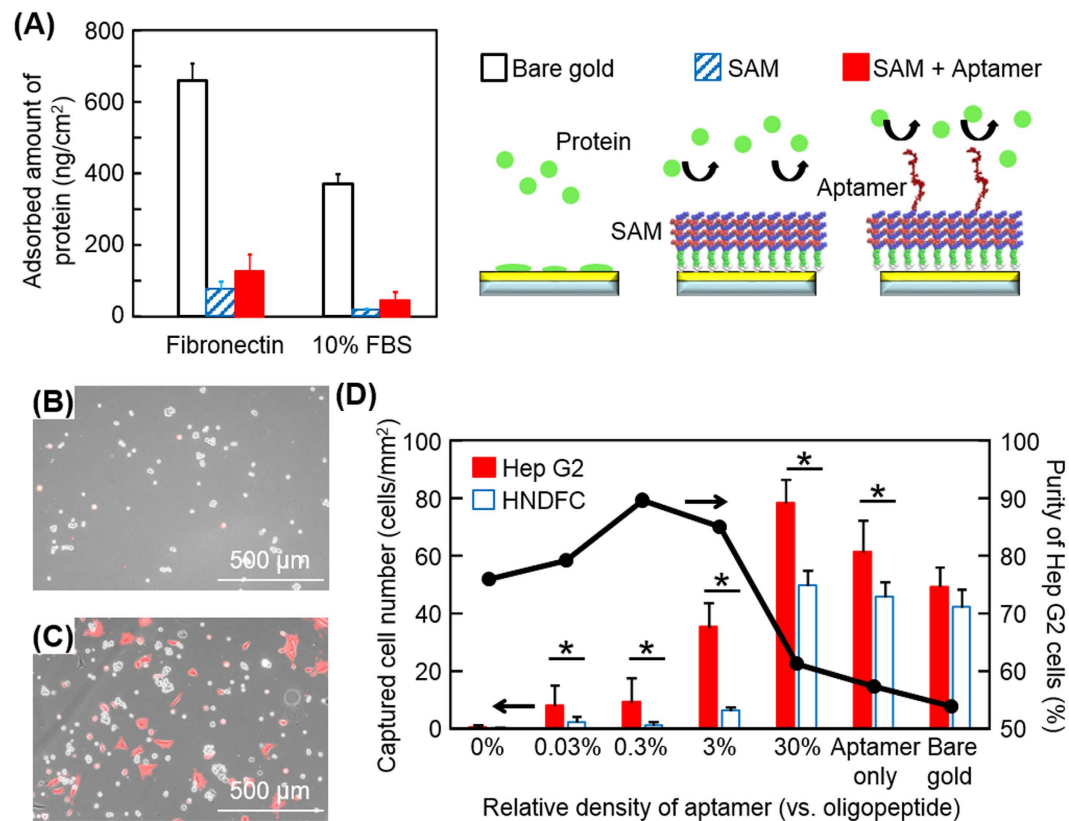 (A)
800
600
400
200
0
Adsorbed amount of
protein (ng/cm²)
Fibronectin
10% FBS
Bare gold
SAM
SAM + Aptamer
Protein
Aptamer
SAM
(B)
500 μm
(C)
500 μm
(D)
Captured cell number (cells/mm²)
100
80
60
40
20
0
Hep G2
HNDFC
*
*
*
*
*
100
90
80
70
60
50
Purity of Hep G2 cells (%)
0%
0.03%
0.3%
3%
30%
Aptamer
only
Bare
gold
Relative density of aptamer (vs. oligopeptide)